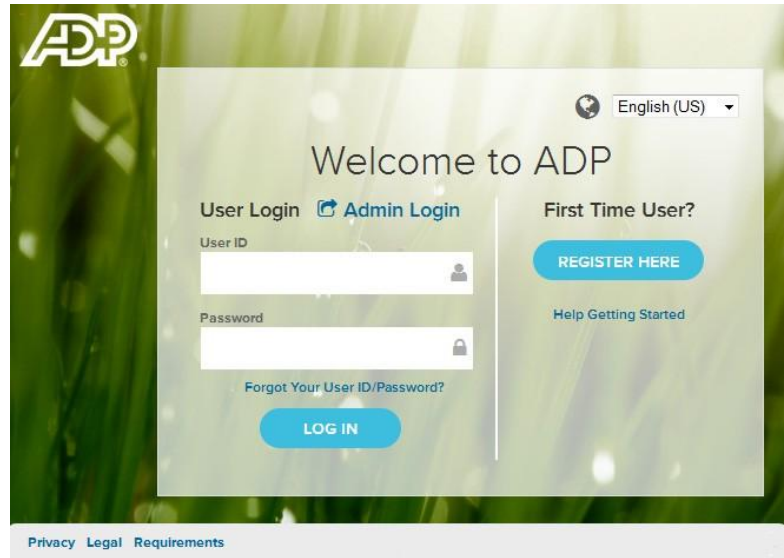 ADP®
English (US)
Welcome to ADP
User Login Admin Login
User ID
Password
Forgot Your User ID/Password?
LOG IN
First Time User?
REGISTER HERE
Help Getting Started
Privacy Legal Requirements